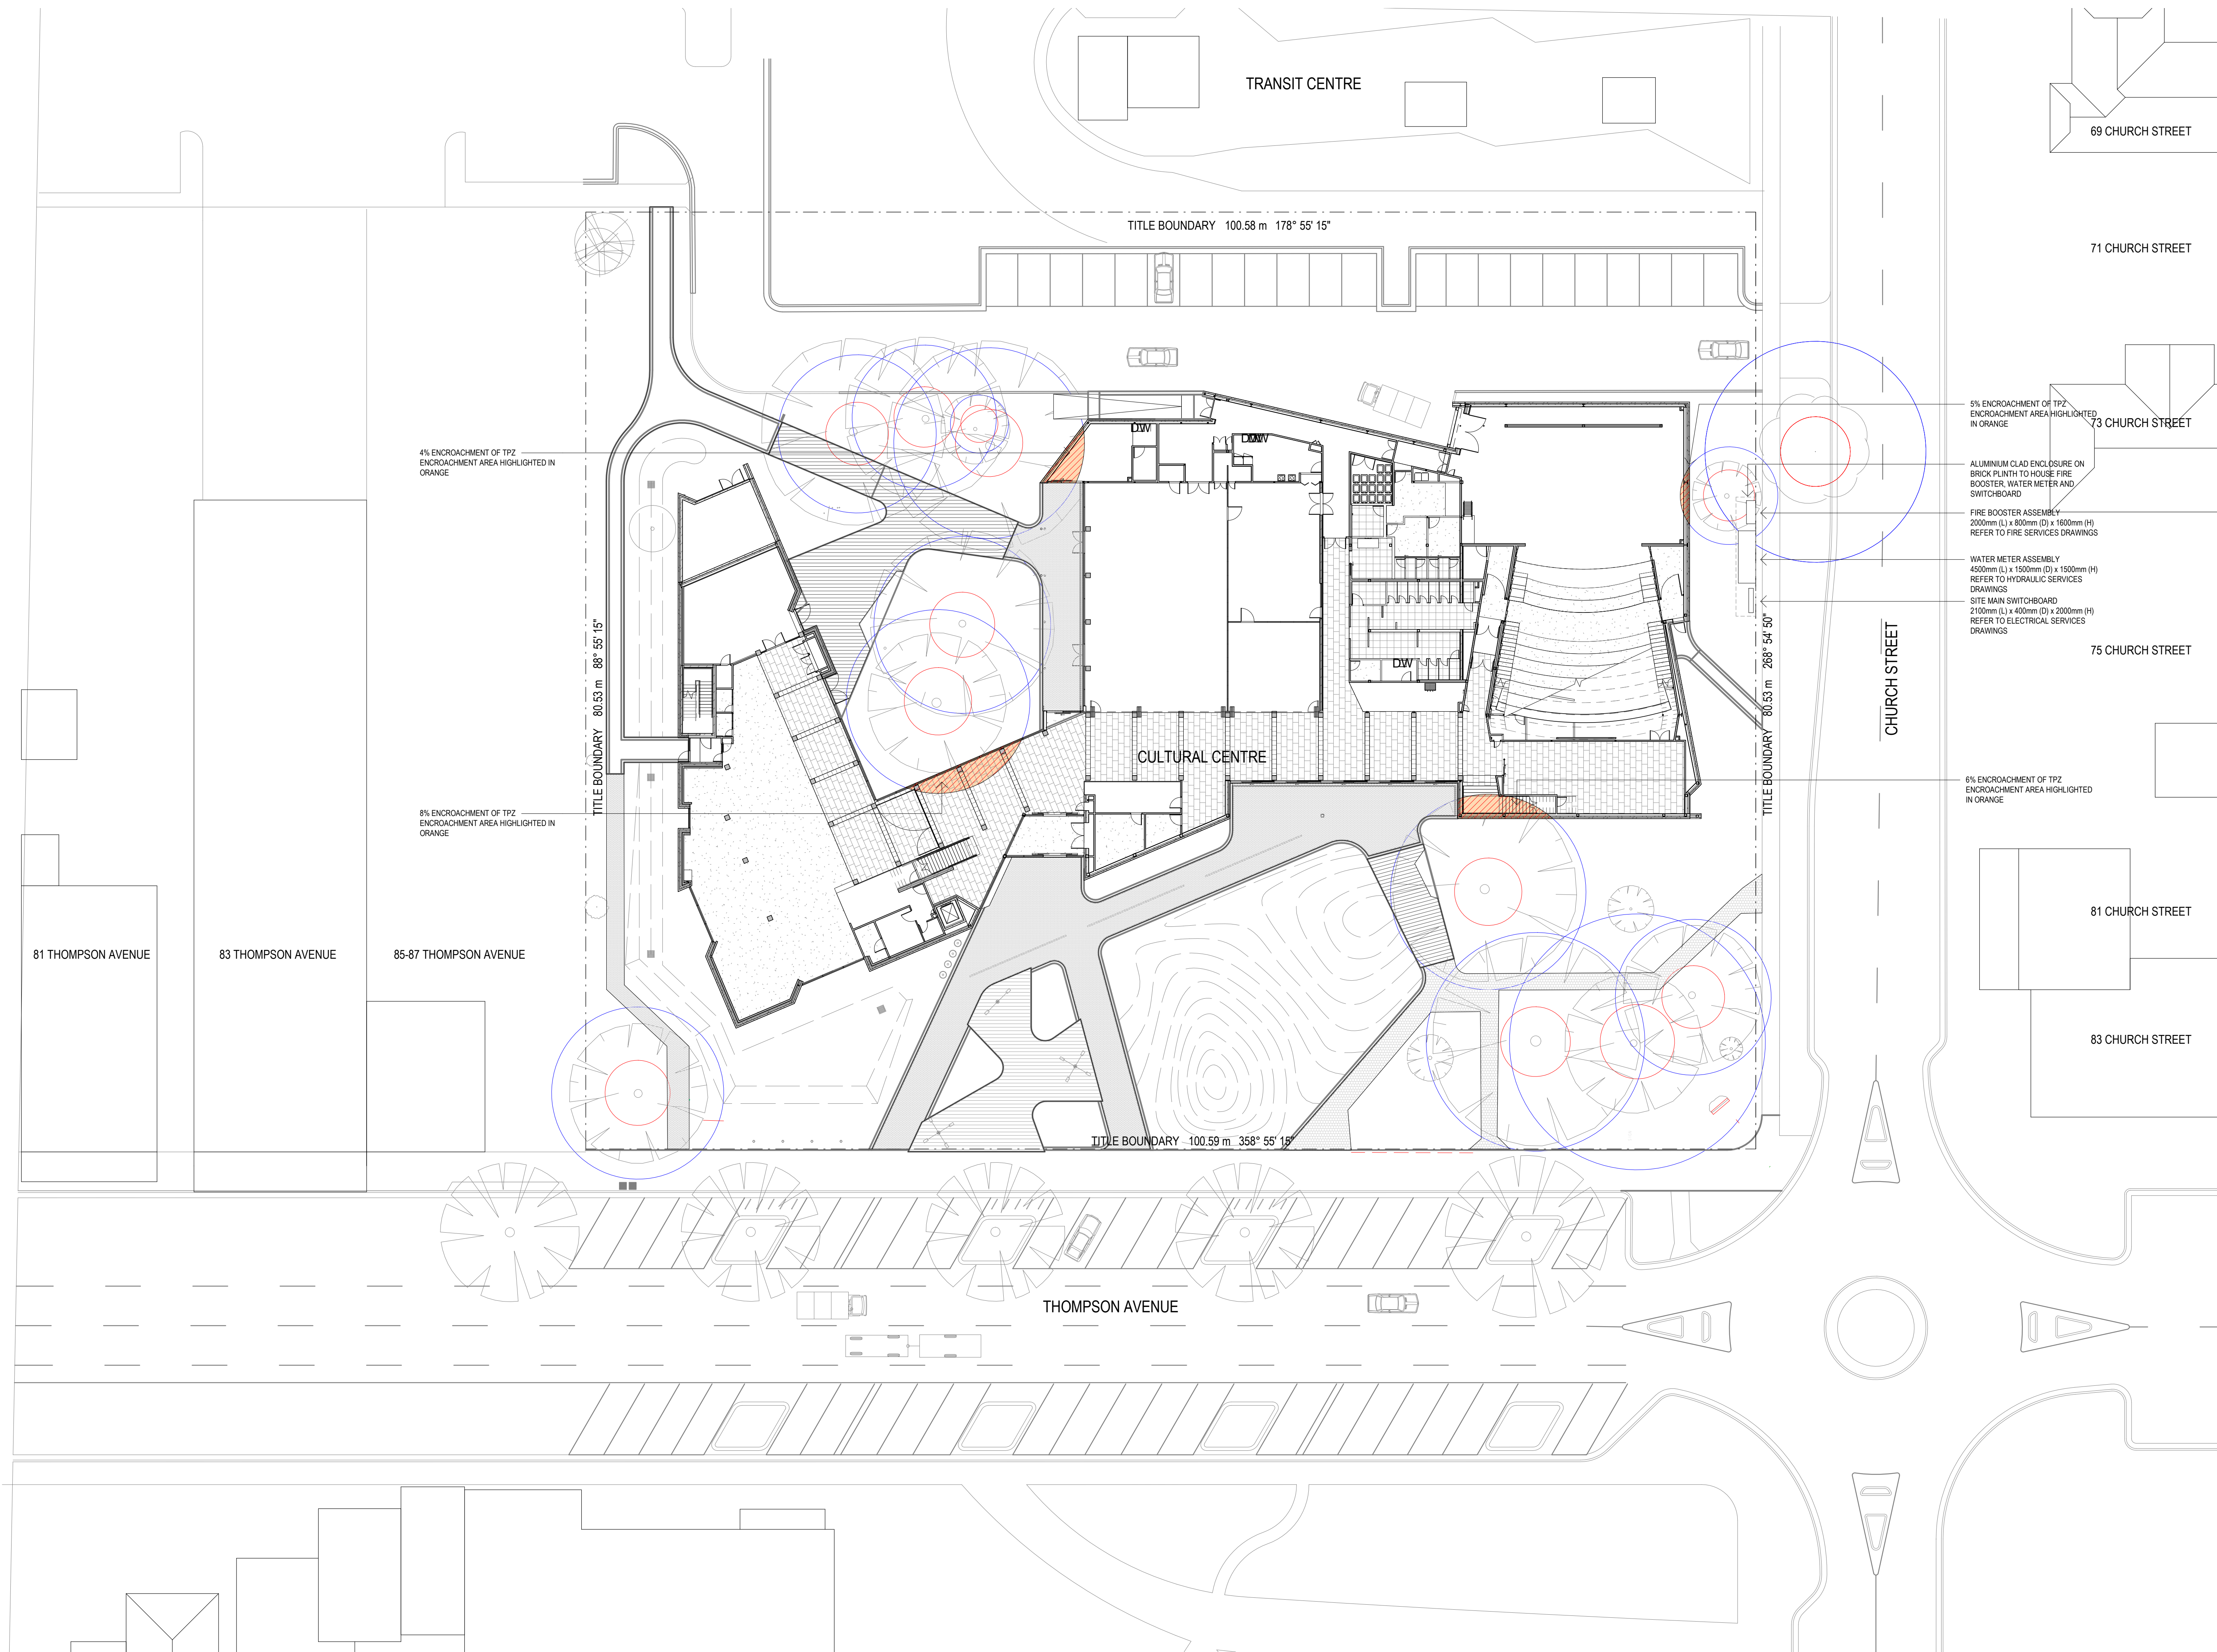 TRANSIT CENTRE
69 CHURCH STREET
TITLE BOUNDARY 100.58 m 178° 55' 15"
71 CHURCH STREET
5% ENCROACHMENT OF TPZ
ENCROACHMENT AREA HIGHLIGHTED
IN ORANGE
73 CHURCH STREET
4% ENCROACHMENT OF TPZ
ENCROACHMENT AREA HIGHLIGHTED IN
ORANGE
DW
DW
ALUMINIUM CLAD ENCLOSURE ON
BRICK PLINTH TO HOUSE FIRE
BOOSTER, WATER METER AND
SWITCHBOARD
FIRE BOOSTER ASSEMBLY
2000mm (L) x 800mm (D) x 1600mm (H)
REFER TO FIRE SERVICES DRAWINGS
WATER METER ASSEMBLY
4500mm (L) x 1500mm (D) x 1500mm (H)
REFER TO HYDRAULIC SERVICES
DRAWINGS
SITE MAIN SWITCHBOARD
2100mm (L) x 400mm (D) x 2000mm (H)
REFER TO ELECTRICAL SERVICES
DRAWINGS
75 CHURCH STREET
TITLE BOUNDARY 80.53 m 88° 55' 15"
DW
TITLE BOUNDARY 80.53 m 268° 54' 50"
CHURCH STREET
CULTURAL CENTRE
6% ENCROACHMENT OF TPZ
ENCROACHMENT AREA HIGHLIGHTED
IN ORANGE
8% ENCROACHMENT OF TPZ
ENCROACHMENT AREA HIGHLIGHTED IN
ORANGE
81 CHURCH STREET
81 THOMPSON AVENUE
83 THOMPSON AVENUE
85-87 THOMPSON AVENUE
83 CHURCH STREET
TITLE BOUNDARY 100.59 m 358° 55' 15"
THOMPSON AVENUE